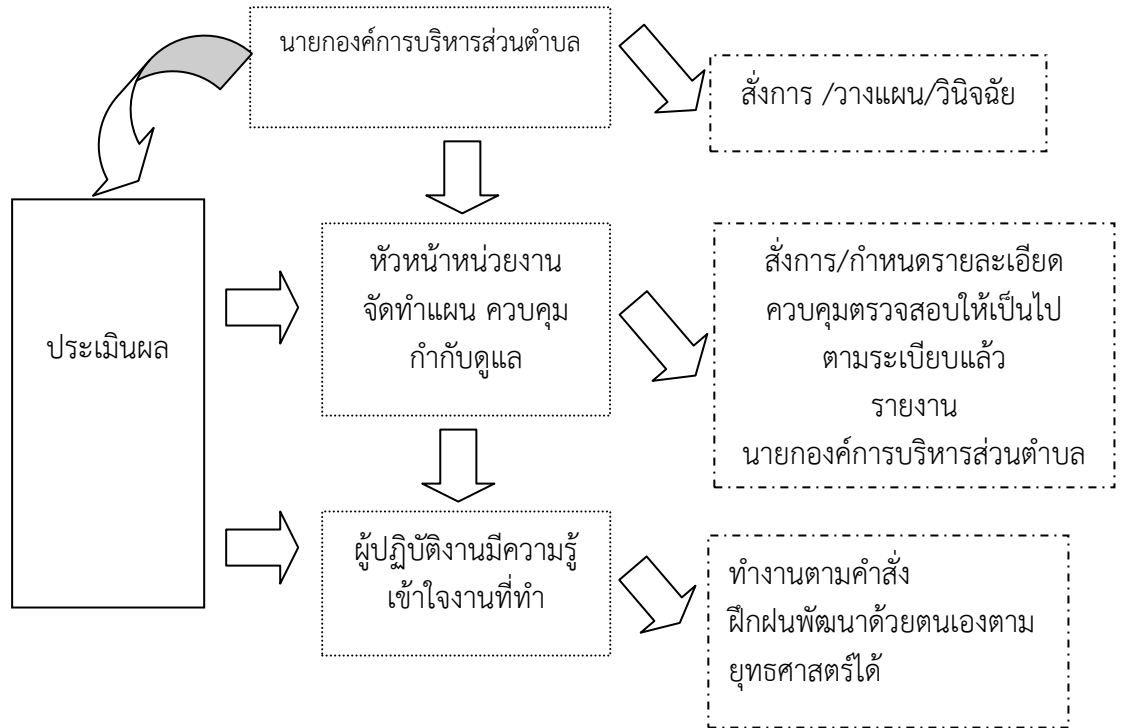 นายกองค์การบริหารส่วนตำบล
สั่งการ /วางแผน/วินิจฉัย
หัวหน้าหน่วยงาน
จัดทำแผน ควบคุม
กำกับดูแล
สั่งการ/กำหนดรายละเอียด
ควบคุมตรวจสอบให้เป็นไป
ตามระเบียบแล้ว
รายงาน
นายกองค์การบริหารส่วนตำบล
ประเมินผล
ผู้ปฏิบัติงานมีความรู้
เข้าใจงานที่ทำ
ทำงานตามคำสั่ง
ฝึกฝนพัฒนาด้วยตนเองตาม
ยุทธศาสตร์ได้